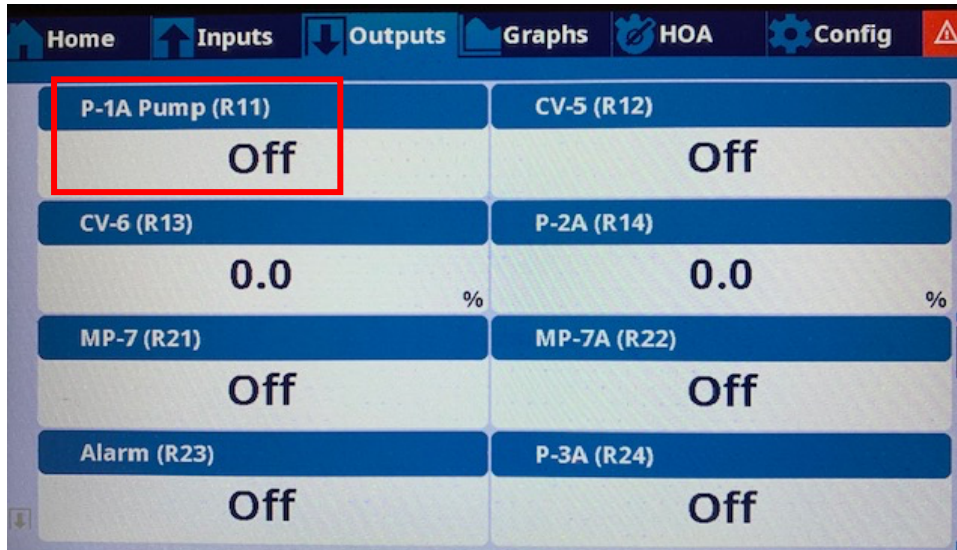 Home Inputs Outputs Graphs HOA Config
P-1A Pump (R11) CV-5 (R12)
Off Off
CV-6 (R13) P-2A (R14)
0.0 % 0.0 %
MP-7 (R21) MP-7A (R22)
Off Off
Alarm (R23) P-3A (R24)
Off Off